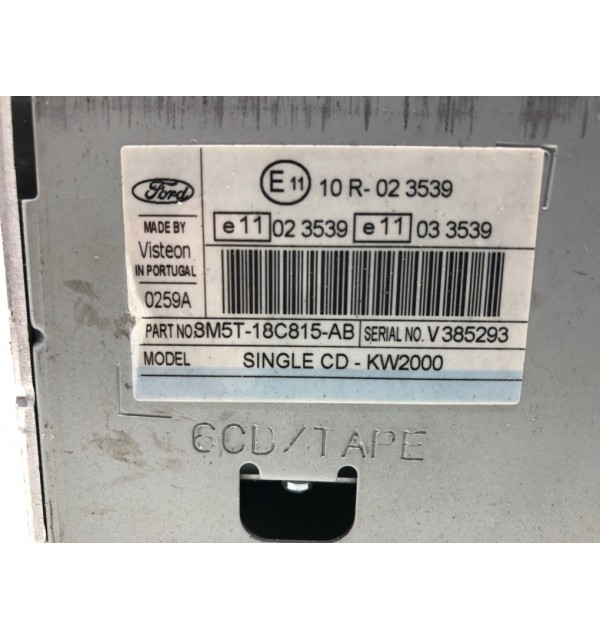 Ford
E 11 10 R- 02 3539
MADE BY
Visteon
IN PORTUGAL
e 11 02 3539 e 11 03 3539
0259A
PART NO 8M5T-18C815-AB SERIAL NO. V 385293
MODEL SINGLE CD - KW2000
6CD/TAPE